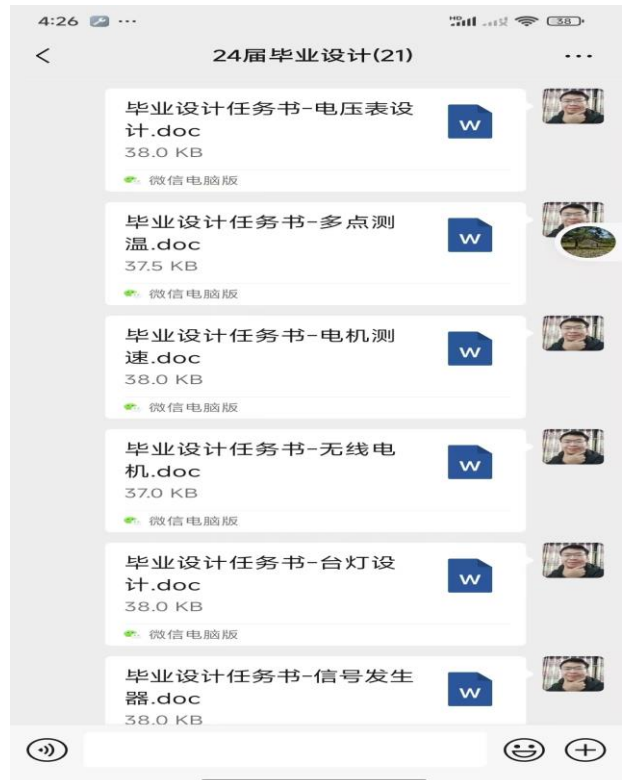 4:26
HD
38
24届毕业设计(21)
毕业设计任务书-电压表设
计.doc
W
38.0 KB
微信电脑版
毕业设计任务书-多点测
温.doc
W
37.5 KB
微信电脑版
毕业设计任务书-电机测
速.doc
W
38.0 KB
微信电脑版
毕业设计任务书-无线电
机.doc
W
37.0 KB
微信电脑版
毕业设计任务书-台灯设
计.doc
W
38.0 KB
微信电脑版
毕业设计任务书-信号发生
器.doc
W
38.0 KB